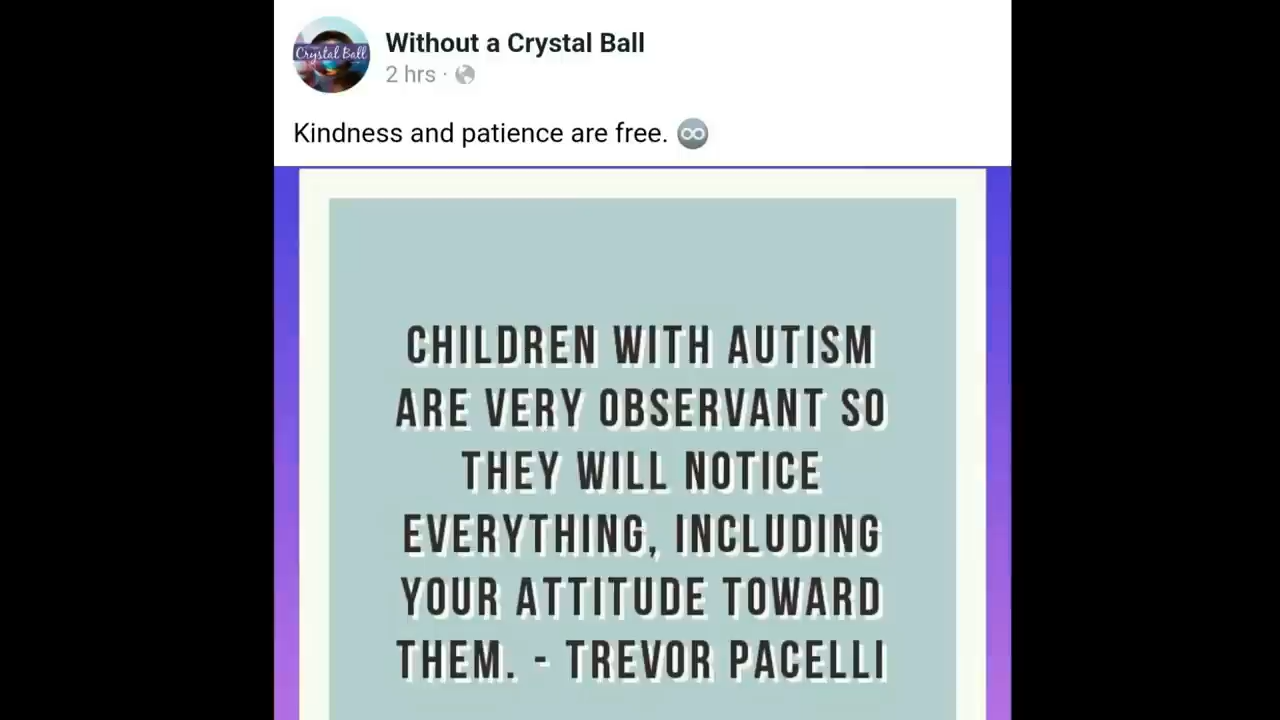 Crystal Ball
Without a Crystal Ball
2 hrs ·
Kindness and patience are free. ♾️
CHILDREN WITH AUTISM
ARE VERY OBSERVANT SO
THEY WILL NOTICE
EVERYTHING, INCLUDING
YOUR ATTITUDE TOWARD
THEM. - TREVOR PACELLI